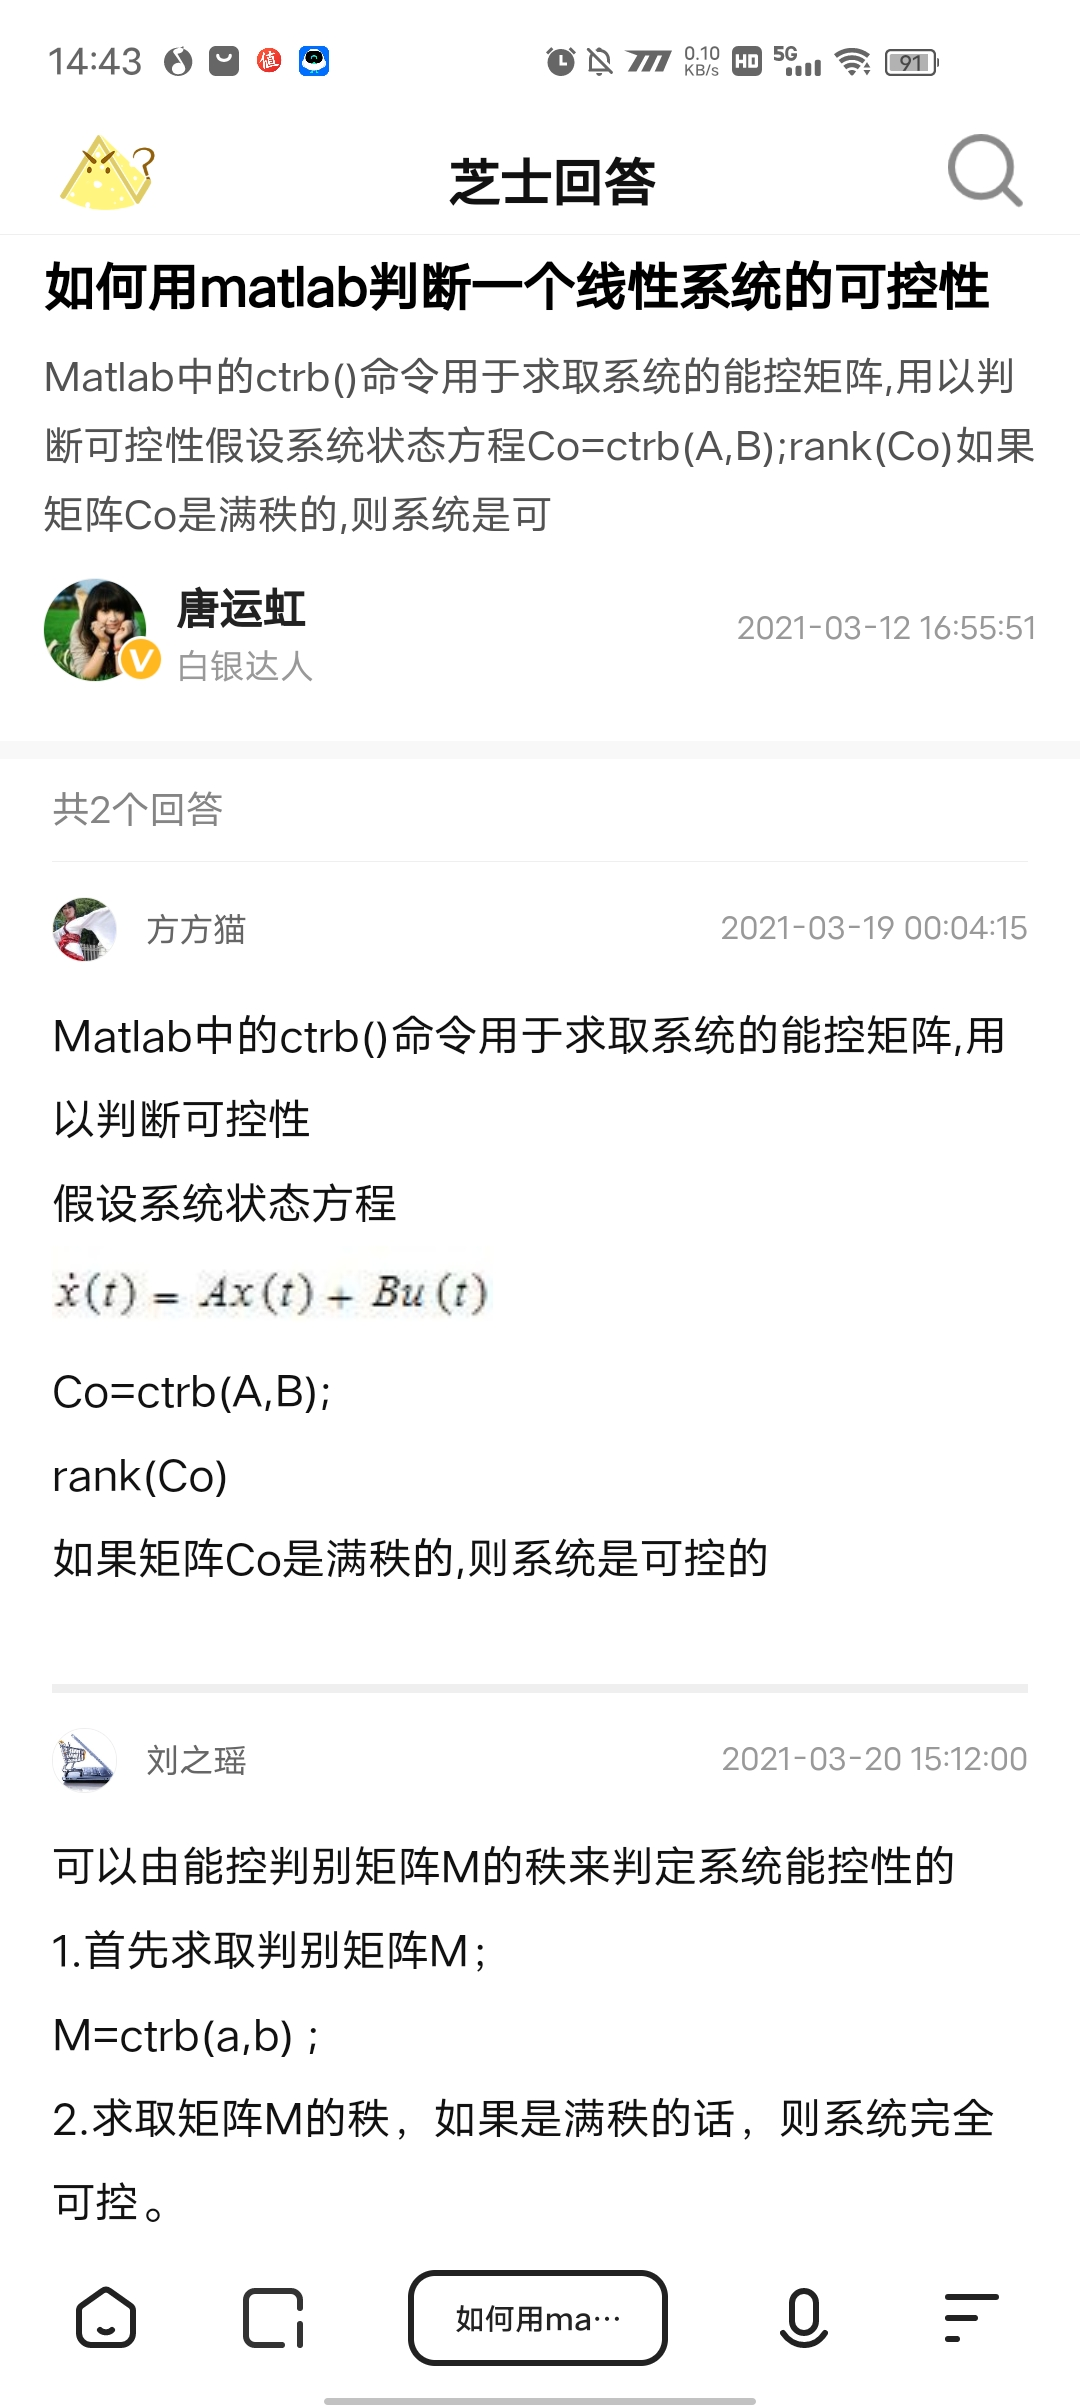 14:43 值 0.10 KB/s HD 5G 91
芝士回答
如何用matlab判断一个线性系统的可控性
Matlab中的ctrb()命令用于求取系统的能控矩阵,用以判
断可控性假设系统状态方程Co=ctrb(A,B);rank(Co)如果
矩阵Co是满秩的,则系统是可
唐运虹
白银达人
2021-03-12 16:55:51
共2个回答
方方猫 2021-03-19 00:04:15
Matlab中的ctrb()命令用于求取系统的能控矩阵,用
以判断可控性
假设系统状态方程
ẋ(t) = Ax(t) + Bu(t)
Co=ctrb(A,B);
rank(Co)
如果矩阵Co是满秩的,则系统是可控的
刘之瑶 2021-03-20 15:12:00
可以由能控判别矩阵M的秩来判定系统能控性的
1.首先求取判别矩阵M；
M=ctrb(a,b)；
2.求取矩阵M的秩，如果是满秩的话，则系统完全
可控。
如何用ma…